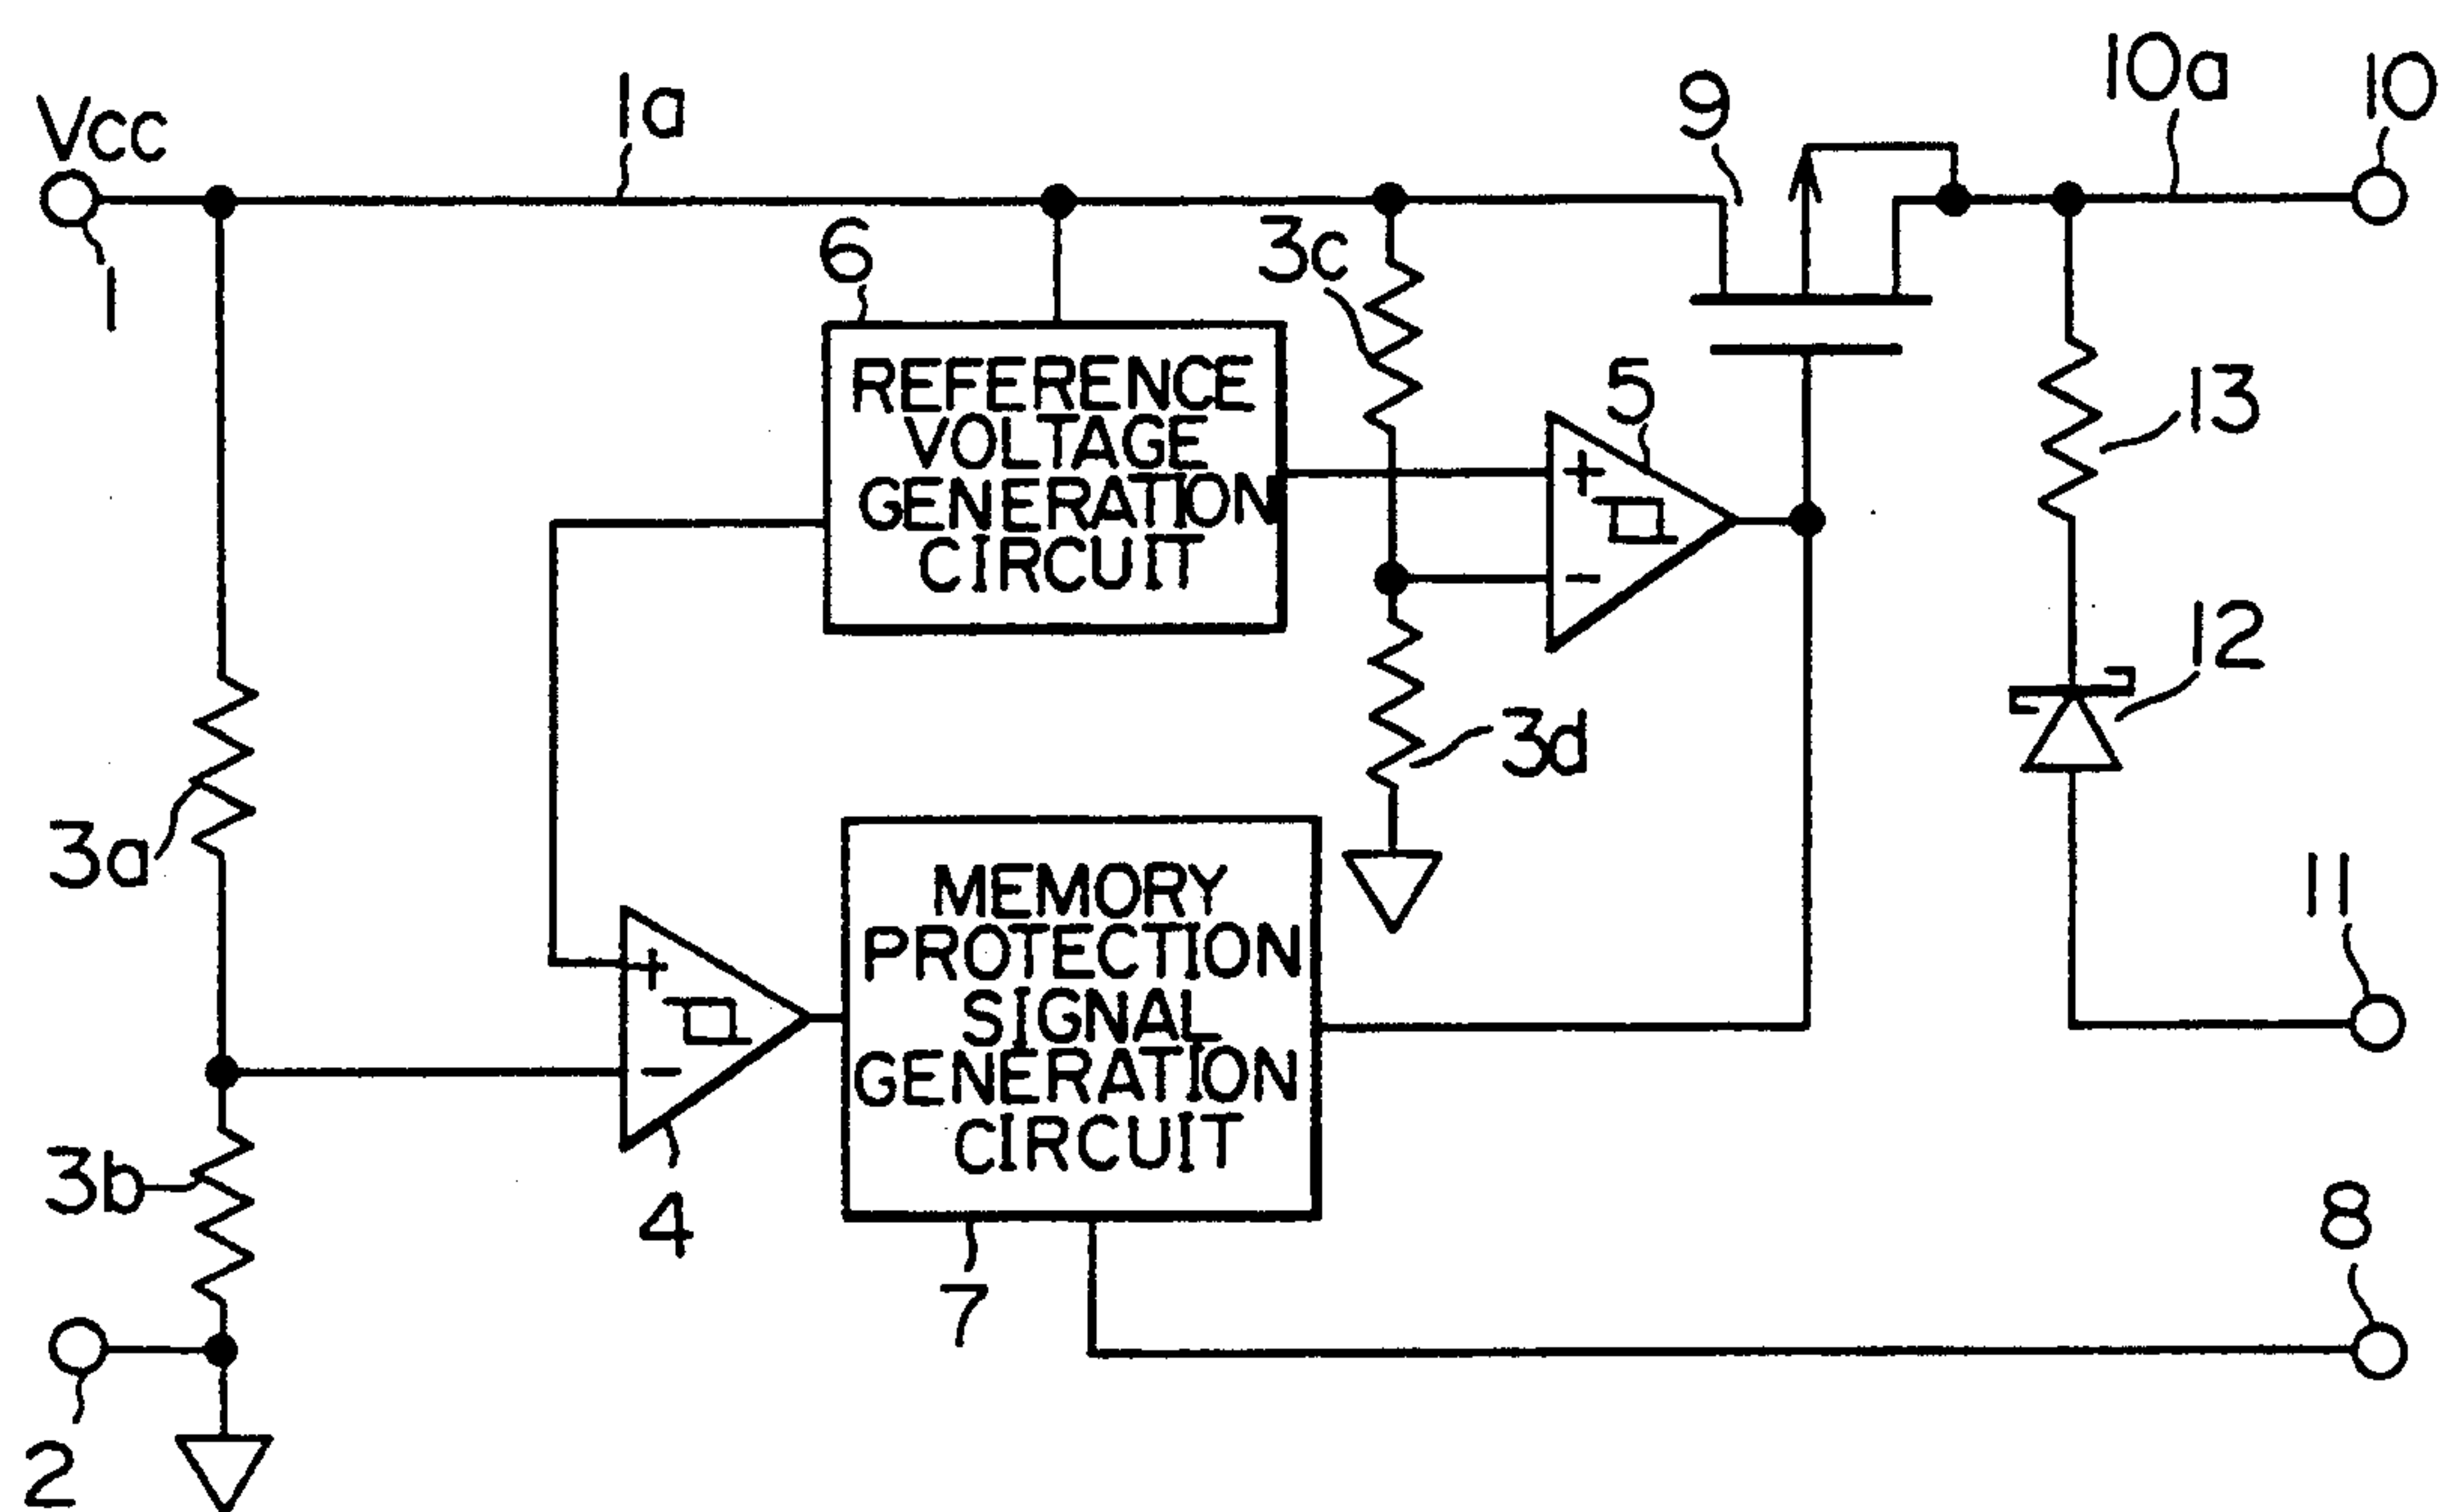 Vcc
1
1a
9
10a
10
6
3c
REFERENCE
VOLTAGE
GENERATION
CIRCUIT
5
+
-
13
12
3d
3a
MEMORY
PROTECTION
SIGNAL
GENERATION
CIRCUIT
+
-
4
11
3b
7
8
2